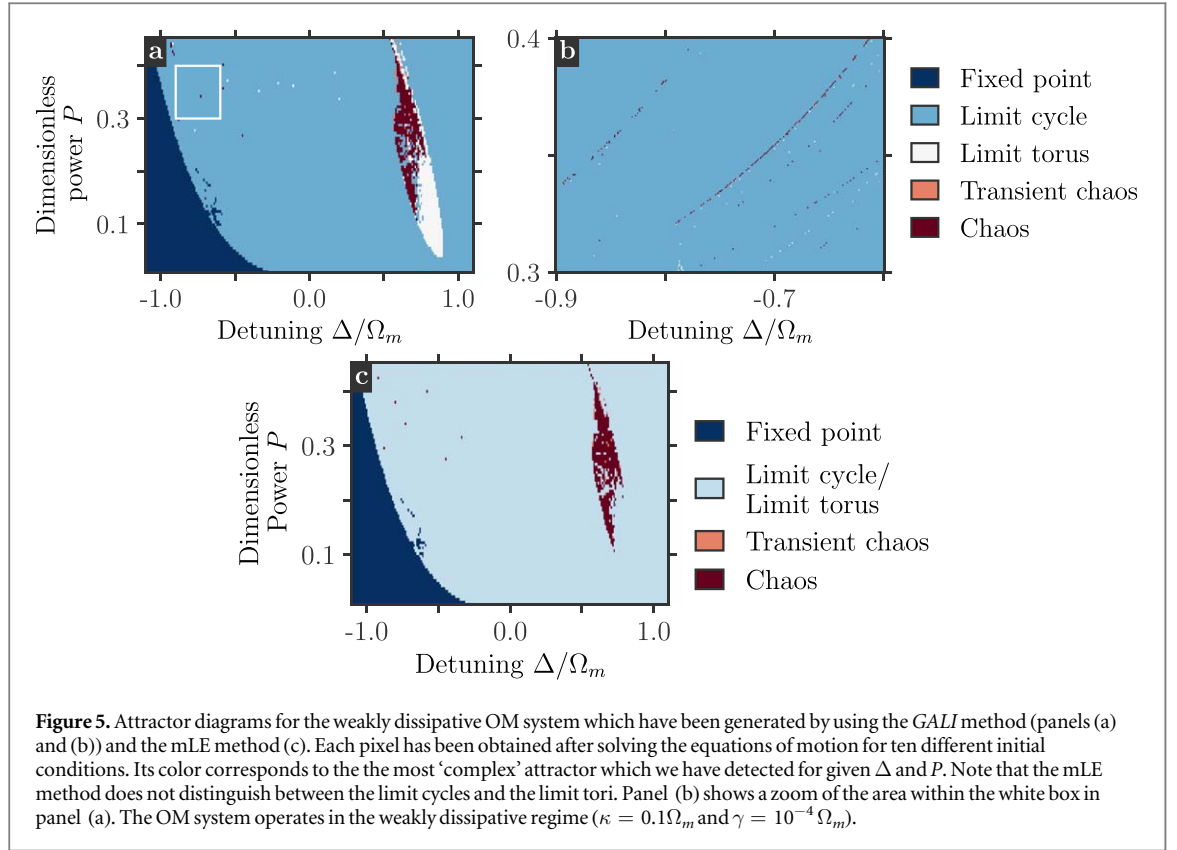 a
Dimensionless
power P
0.3
0.1
-1.0
0.0
1.0
Detuning Δ/Ωₘ
b
0.4
0.3
-0.9
-0.7
Detuning Δ/Ωₘ
Fixed point
Limit cycle
Limit torus
Transient chaos
Chaos
c
Dimensionless
Power P
0.3
0.1
-1.0
0.0
1.0
Detuning Δ/Ωₘ
Fixed point
Limit cycle/
Limit torus
Transient chaos
Chaos
Figure 5. Attractor diagrams for the weakly dissipative OM system which have been generated by using the GALI method (panels (a)
and (b)) and the mLE method (c). Each pixel has been obtained after solving the equations of motion for ten different initial
conditions. Its color corresponds to the the most ‘complex’ attractor which we have detected for given Δ and P. Note that the mLE
method does not distinguish between the limit cycles and the limit tori. Panel (b) shows a zoom of the area within the white box in
panel (a). The OM system operates in the weakly dissipative regime (κ = 0.1Ωₘ and γ = 10⁻⁴ Ωₘ).